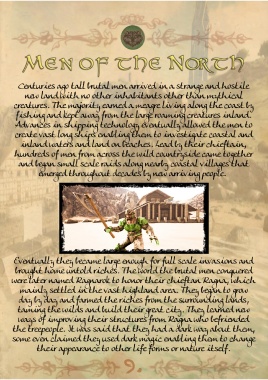 Men of the North
Centuries ago tall brutal men arrived in a strange and hostile
new land with no other inhabitants other than mythical
creatures. The majority earned a meagre living along the coast by
fishing and kept away from the large roaming creatures inland.
Advances in shipping technology eventually allowed the men to
create vast long ships enabling them to investigate coastal and
inland waters and land on beaches. Lead by their chieftain,
hundreds of men from across the wild countryside came together
and began small scale raids along nearby coastal villages that
emerged throughout decades by new arriving people.
Eventually they became large enough for full scale invasions and
brought home untold riches. The world the brutal men conquered
were later named Ragnarok to honor their chieftan Ragna, which
mainly settled in the vast highland area. They began to grow
day by day and farmed the riches from the surrounding lands,
taming the wilds and built their great city. They learned new
ways of improving their structures from Ragna who befriended
the treepeople. It was said that they had a dark way about them,
some even claimed they used dark magic enabling them to change
their appearance to other life forms or nature itself.